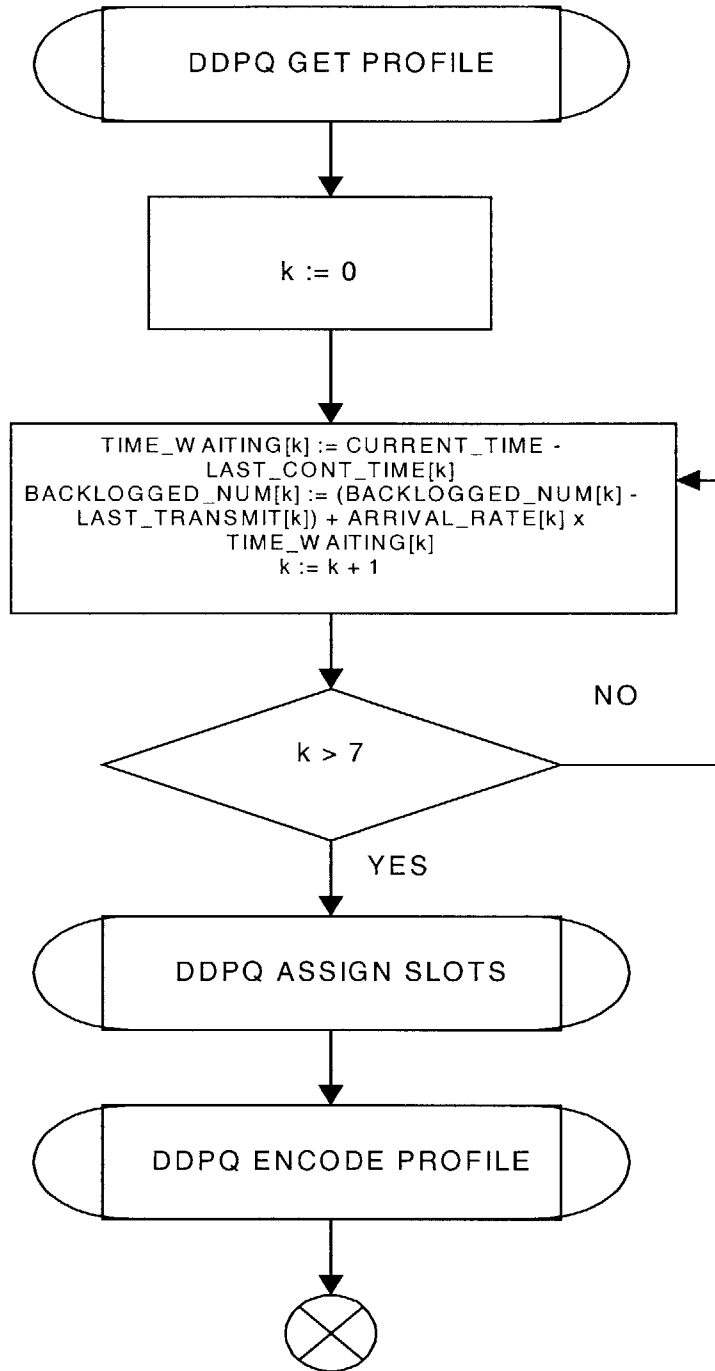 DDPQ GET PROFILE
k := 0
TIME_WAITING[k] := CURRENT_TIME -
LAST_CONT_TIME[k]
BACKLOGGED_NUM[k] := (BACKLOGGED_NUM[k] -
LAST_TRANSMIT[k]) + ARRIVAL_RATE[k] x
TIME_WAITING[k]
k := k + 1
NO
k > 7
YES
DDPQ ASSIGN SLOTS
DDPQ ENCODE PROFILE